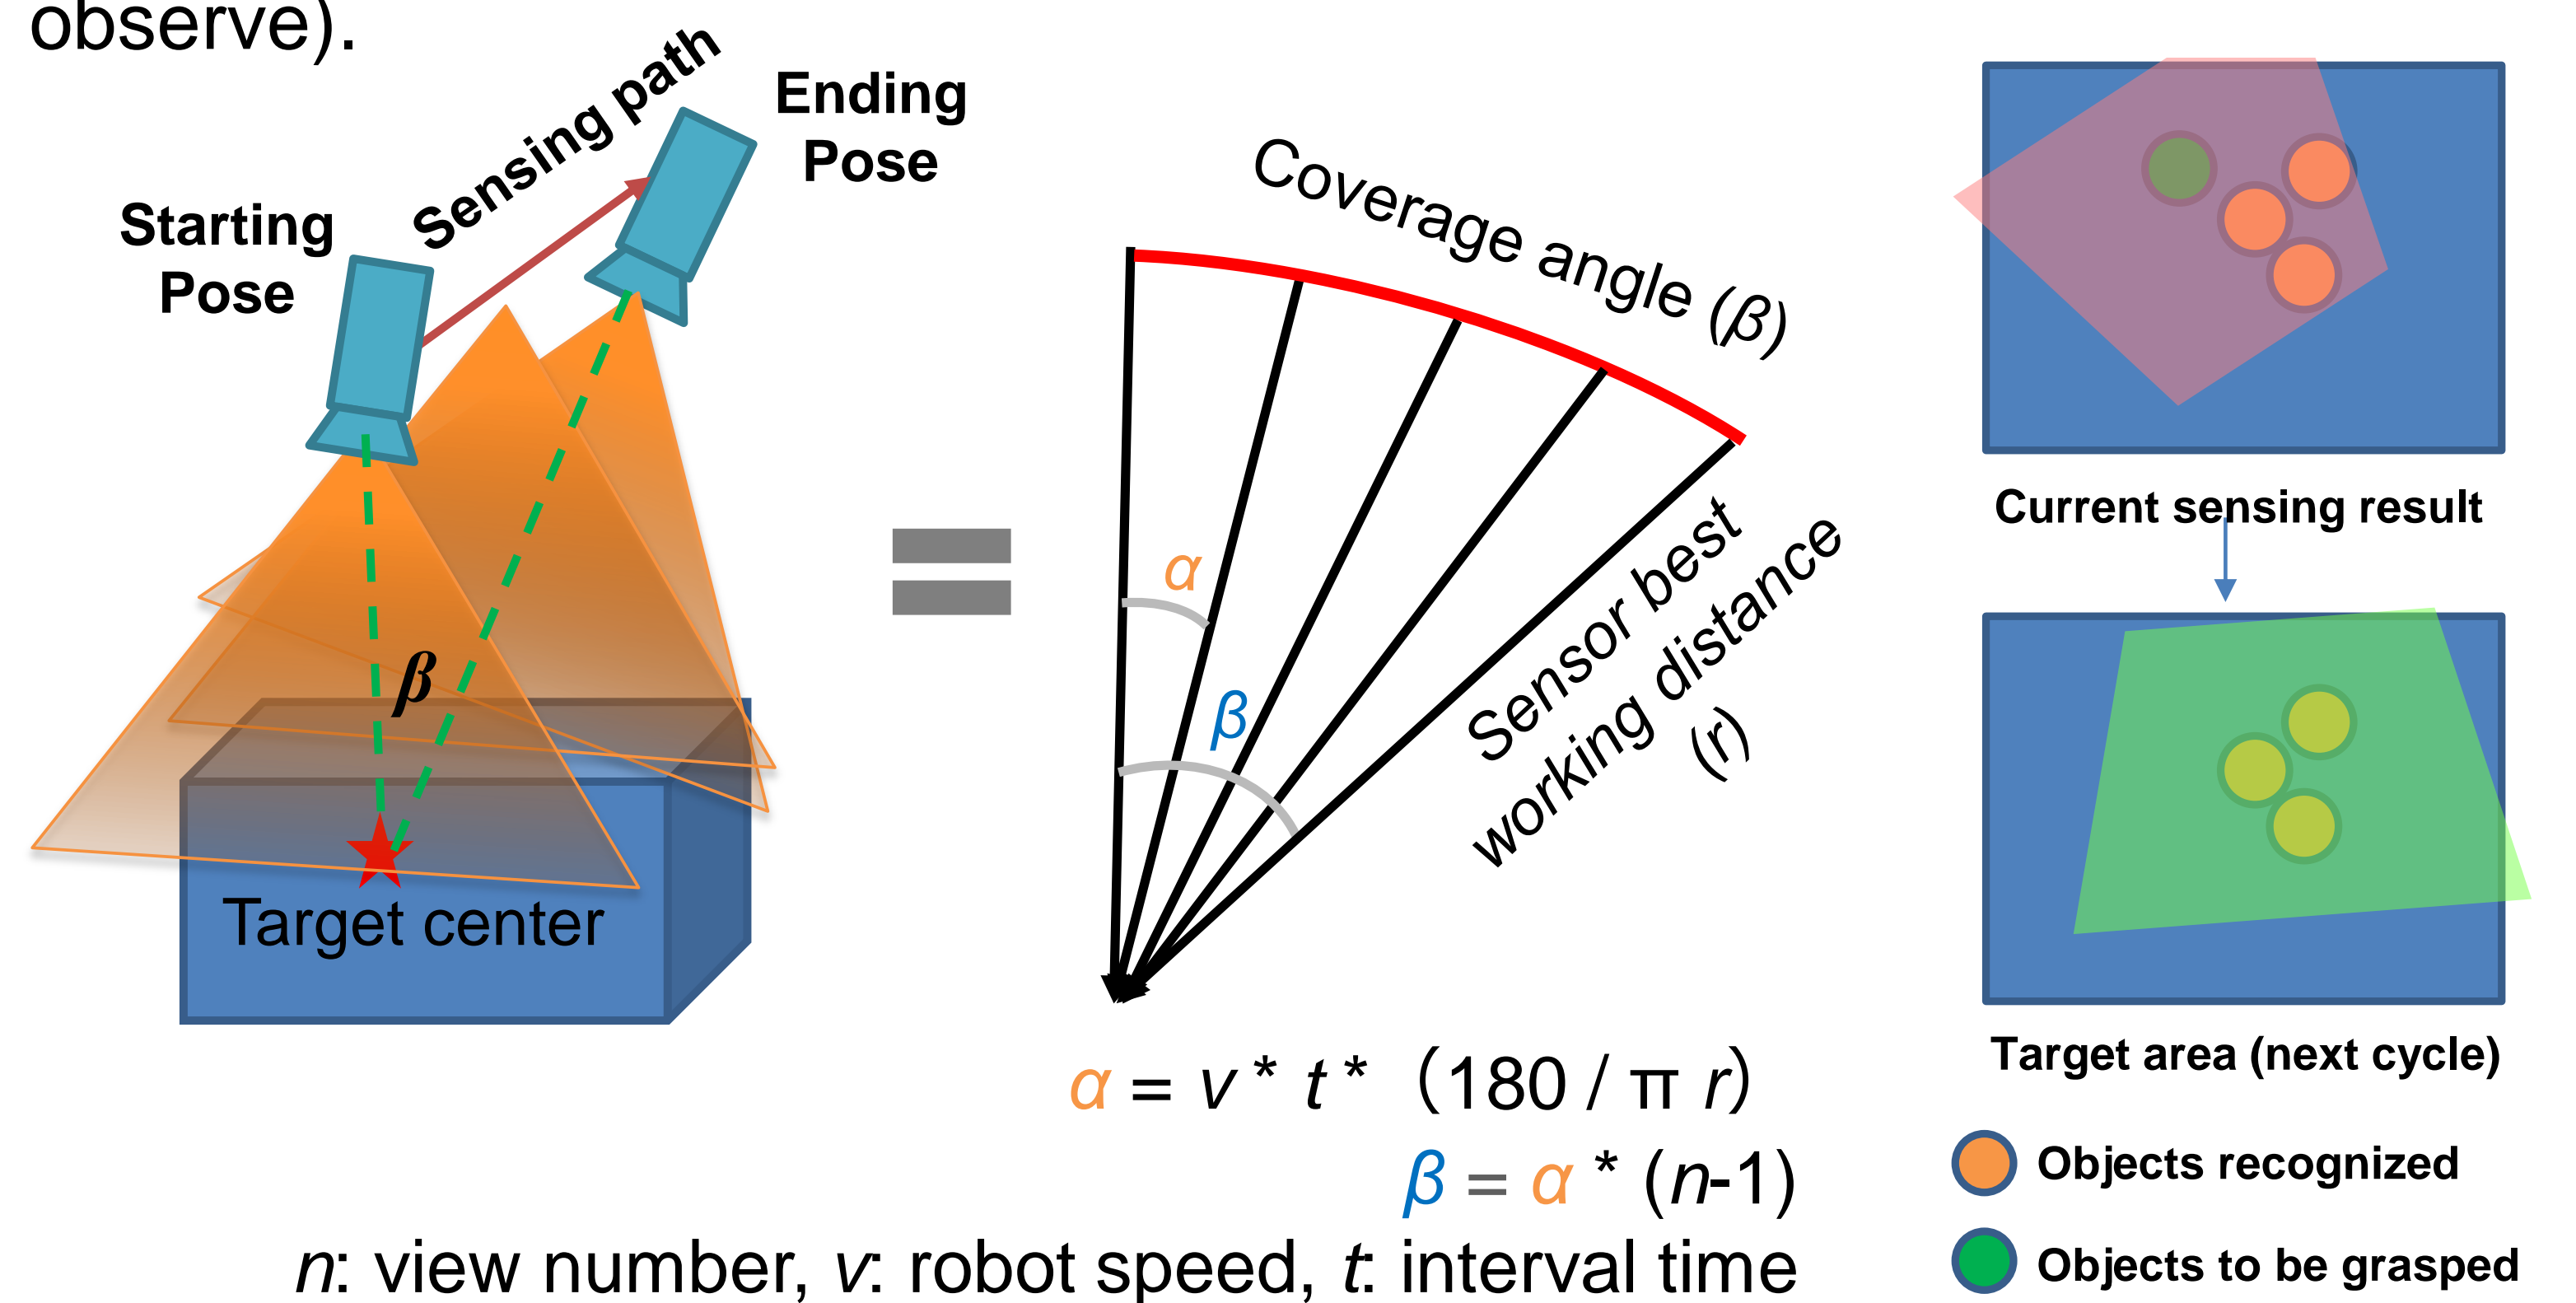 observe).
Sensing path
Starting
Pose
Ending
Pose
β
Target center
Coverage angle (β)
α
β
Sensor best
working distance
(r)
α = v * t *（180 / π r）
β = α * (n-1)
n: view number, v: robot speed, t: interval time
Current sensing result
Target area (next cycle)
Objects recognized
Objects to be grasped